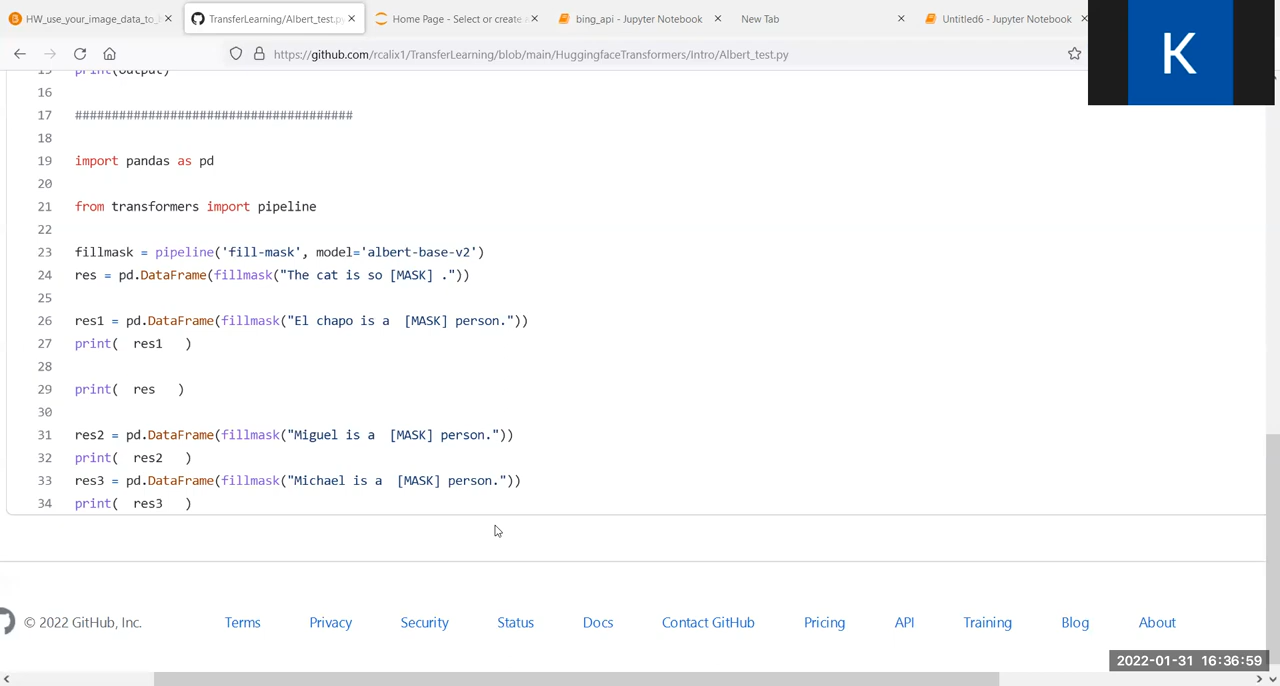 HW_use_your_image_data_to_
TransferLearning/Albert_test.py
Home Page - Select or create
bing_api - Jupyter Notebook
New Tab
Untitled6 - Jupyter Notebook
https://github.com/rcalix1/TransferLearning/blob/main/HuggingfaceTransformers/Intro/Albert_test.py
K
15 print(output)
16
17 ######################################
18
19 import pandas as pd
20
21 from transformers import pipeline
22
23 fillmask = pipeline('fill-mask', model='albert-base-v2')
24 res = pd.DataFrame(fillmask("The cat is so [MASK] ."))
25
26 res1 = pd.DataFrame(fillmask("El chapo is a  [MASK] person."))
27 print(  res1   )
28
29 print(  res   )
30
31 res2 = pd.DataFrame(fillmask("Miguel is a  [MASK] person."))
32 print(  res2   )
33 res3 = pd.DataFrame(fillmask("Michael is a  [MASK] person."))
34 print(  res3   )
© 2022 GitHub, Inc. Terms Privacy Security Status Docs Contact GitHub Pricing API Training Blog About
2022-01-31 16:36:59